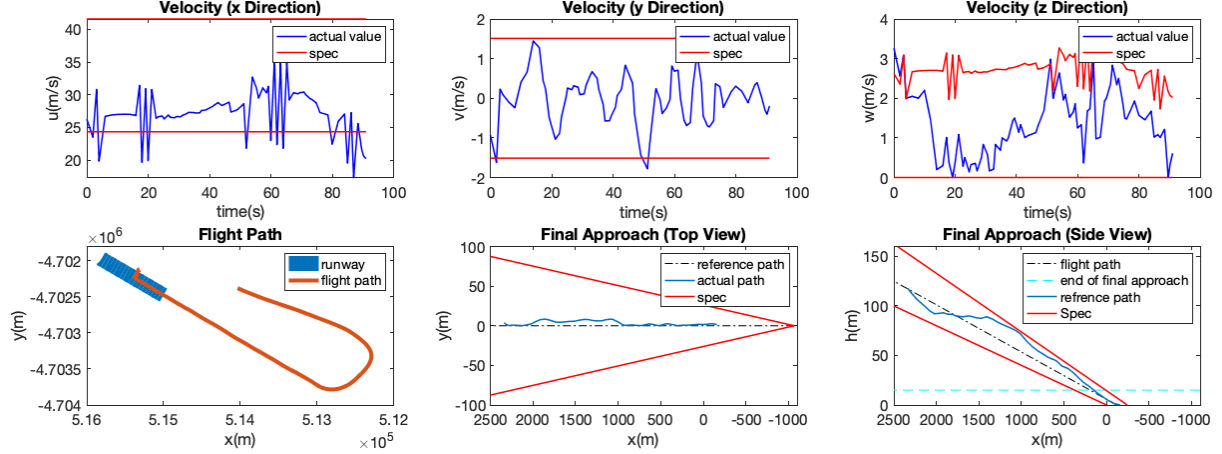 Velocity (x Direction)
40
35
30
25
20
u(m/s)
actual value
spec
0 20 40 60 80 100
time(s)
Velocity (y Direction)
2
1
0
-1
-2
v(m/s)
actual value
spec
0 20 40 60 80 100
time(s)
Velocity (z Direction)
4
3
2
1
0
w(m/s)
actual value
spec
0 20 40 60 80 100
time(s)
×10⁶
Flight Path
-4.702
-4.7025
-4.703
-4.7035
-4.704
y(m)
runway
flight path
5.16 5.15 5.14 5.13 5.12
x(m)
×10⁵
Final Approach (Top View)
100
50
0
-50
-100
y(m)
reference path
actual path
spec
2500 2000 1500 1000 500 0 -500 -1000
x(m)
Final Approach (Side View)
150
100
50
0
h(m)
flight path
end of final approach
refrence path
Spec
2500 2000 1500 1000 500 0 -500 -1000
x(m)